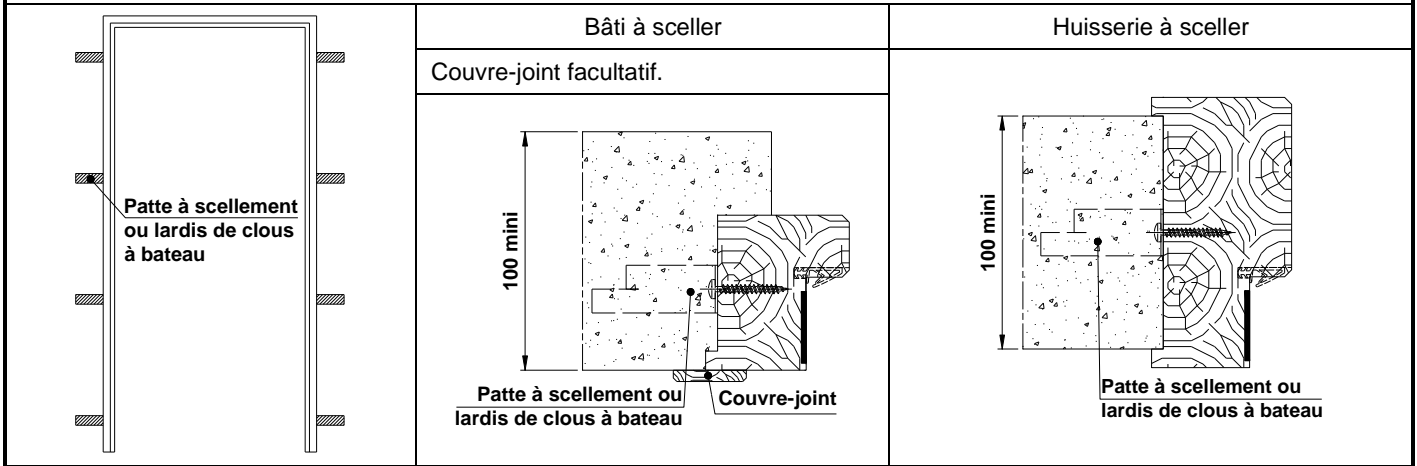 Patte à scellement
ou lardis de clous
à bateau
Bâti à sceller
Couvre-joint facultatif.
100 mini
Patte à scellement ou
lardis de clous à bateau
Couvre-joint
Huisserie à sceller
100 mini
Patte à scellement ou
lardis de clous à bateau